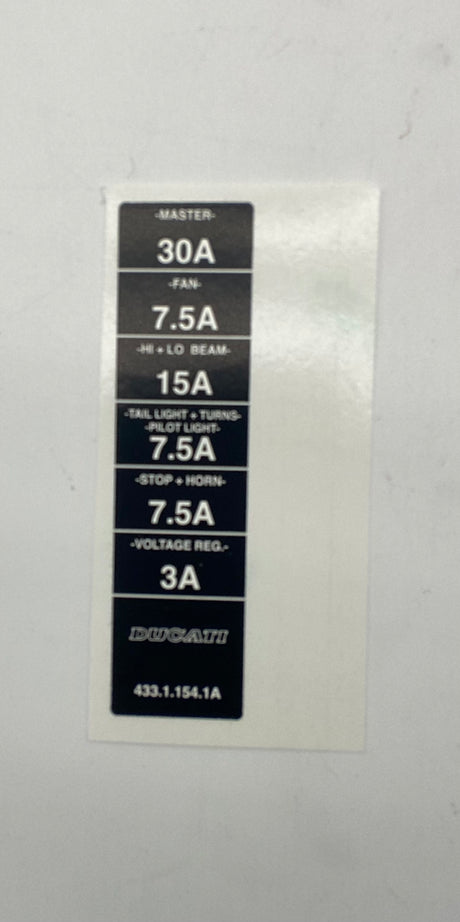 -MASTER-
30A
-FAN-
7.5A
-HI + LO BEAM-
15A
-TAIL LIGHT + TURNS-
-PILOT LIGHT-
7.5A
-STOP + HORN-
7.5A
-VOLTAGE REG.-
3A
DUCATI
433.1.154.1A